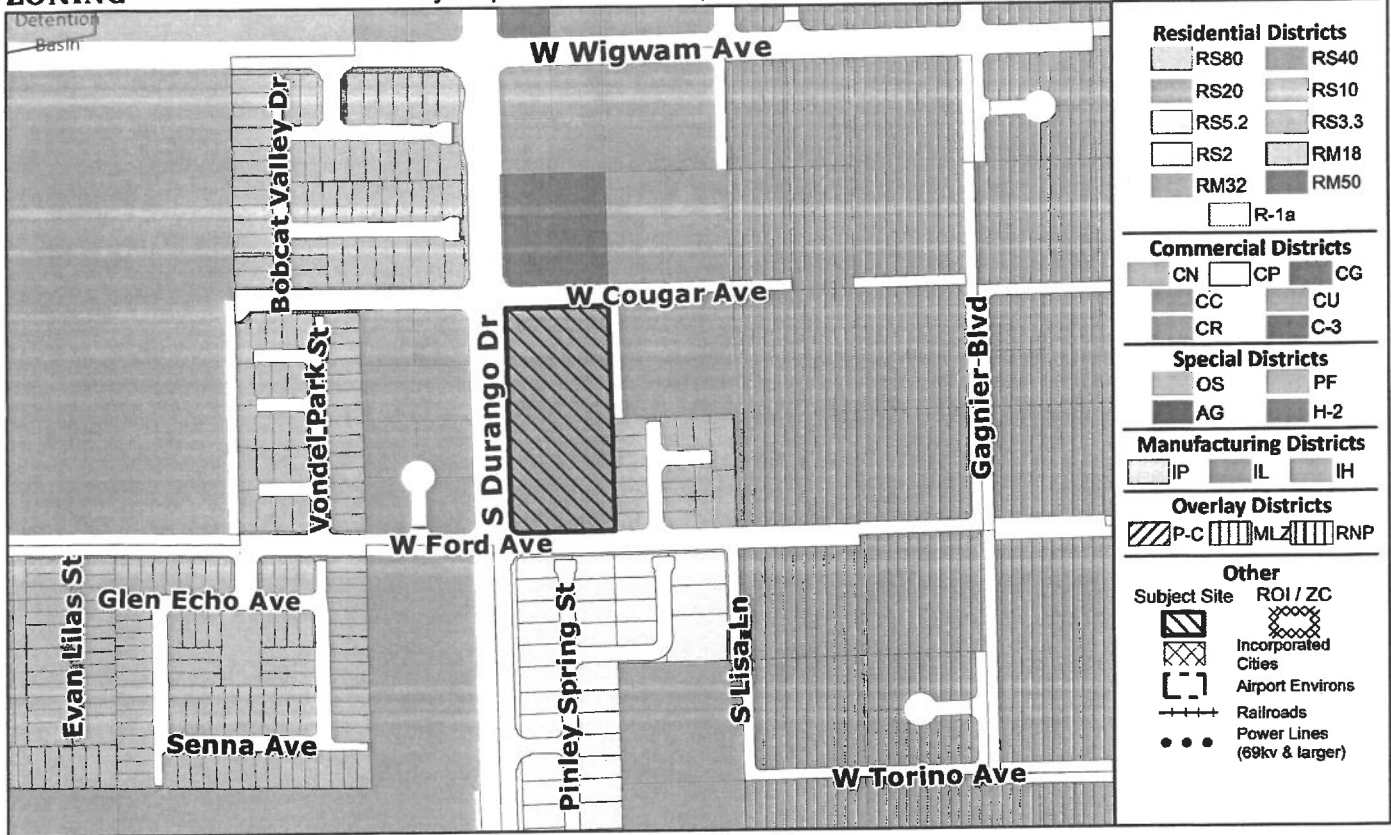 ZONING
Detention
Basin
W Wigwam Ave
Bobcat Valley Dr
W Cougar Ave
S Durango Dr
Vondel Park St
Gagnier Blvd
W Ford Ave
Evan Lilas St
Glen Echo Ave
Pinley Spring St
S Lisa Ln
Senna Ave
W Torino Ave
Residential Districts
RS80 RS40
RS20 RS10
RS5.2 RS3.3
RS2 RM18
RM32 RM50
R-1a
Commercial Districts
CN CP CG
CC CU
CR C-3
Special Districts
OS PF
AG H-2
Manufacturing Districts
IP IL IH
Overlay Districts
P-C MLZ RNP
Other
Subject Site ROI / ZC
Incorporated
Cities
Airport Environs
Railroads
Power Lines
(69kv & larger)